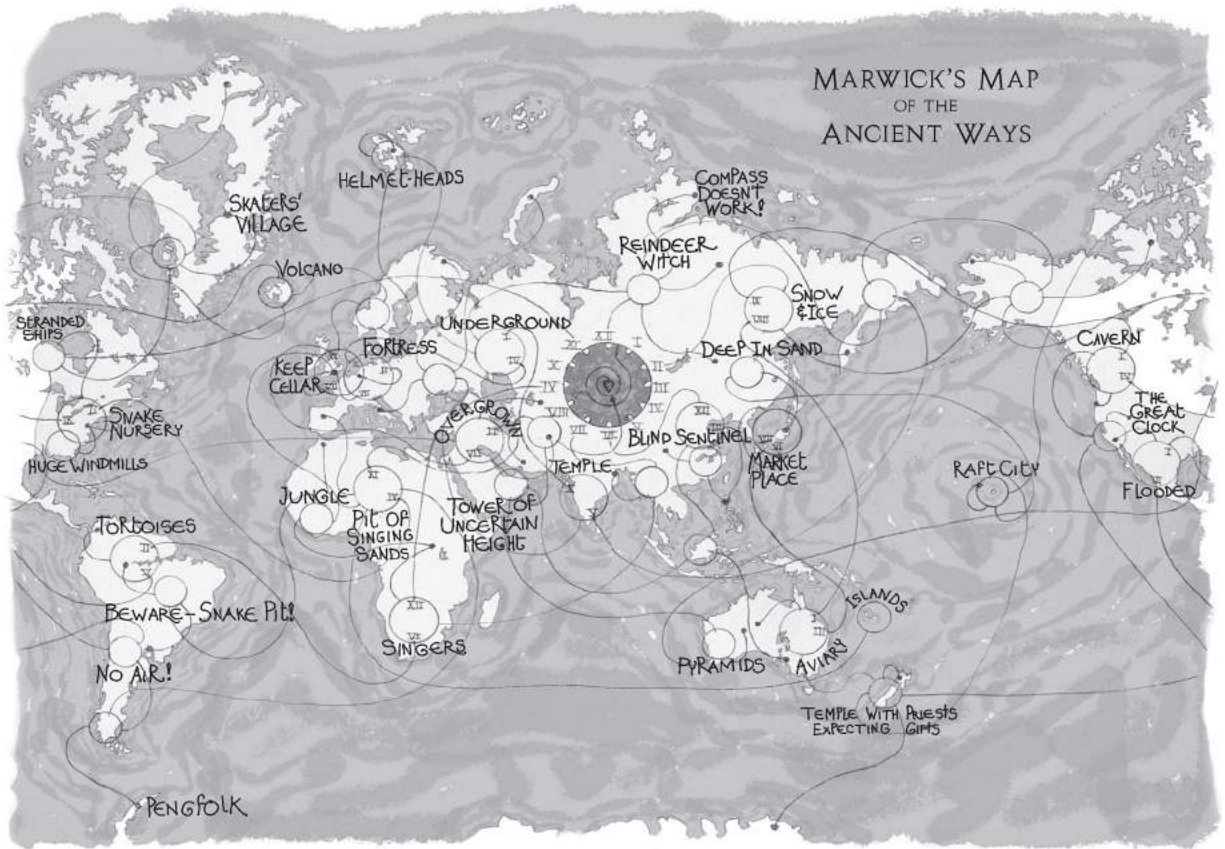 MARWICK'S MAP
OF THE
ANCIENT WAYS
HELMET-HEADS
COMPASS
DOESN'T
WORK!
SKATERS'
VILLAGE
REINDEER
WITCH
VOLCANO
SNOW
& ICE
STRANDED
SHIPS
UNDERGROUND
FORTRESS
DEEP IN SAND
CAVERN
KEEP
CELLAR
THE
GREAT
CLOCK
SNAKE
NURSERY
OVERGROWN
BLIND SENTINEL
HUGE WINDMILLS
TEMPLE
MARKET
PLACE
RAFT CITY
FLOODED
JUNGLE
PIT OF
SINGING
SANDS
TOWER OF
UNCERTAIN
HEIGHT
TORTOISES
BEWARE-SNAKE PIT!
ISLANDS
SINGERS
NO AIR!
PYRAMIDS
AVIARY
TEMPLE WITH PRIESTS
EXPECTING GIFTS
PENGFOLK